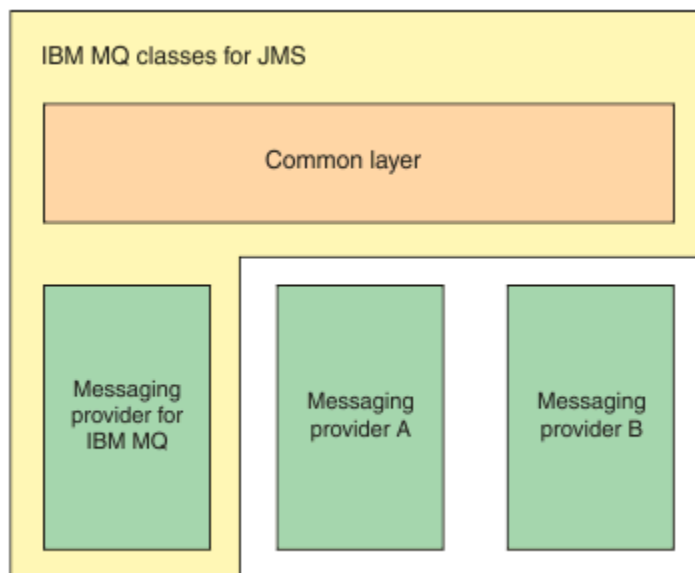 IBM MQ classes for JMS
Common layer
Messaging
provider for
IBM MQ
Messaging
provider A
Messaging
provider B